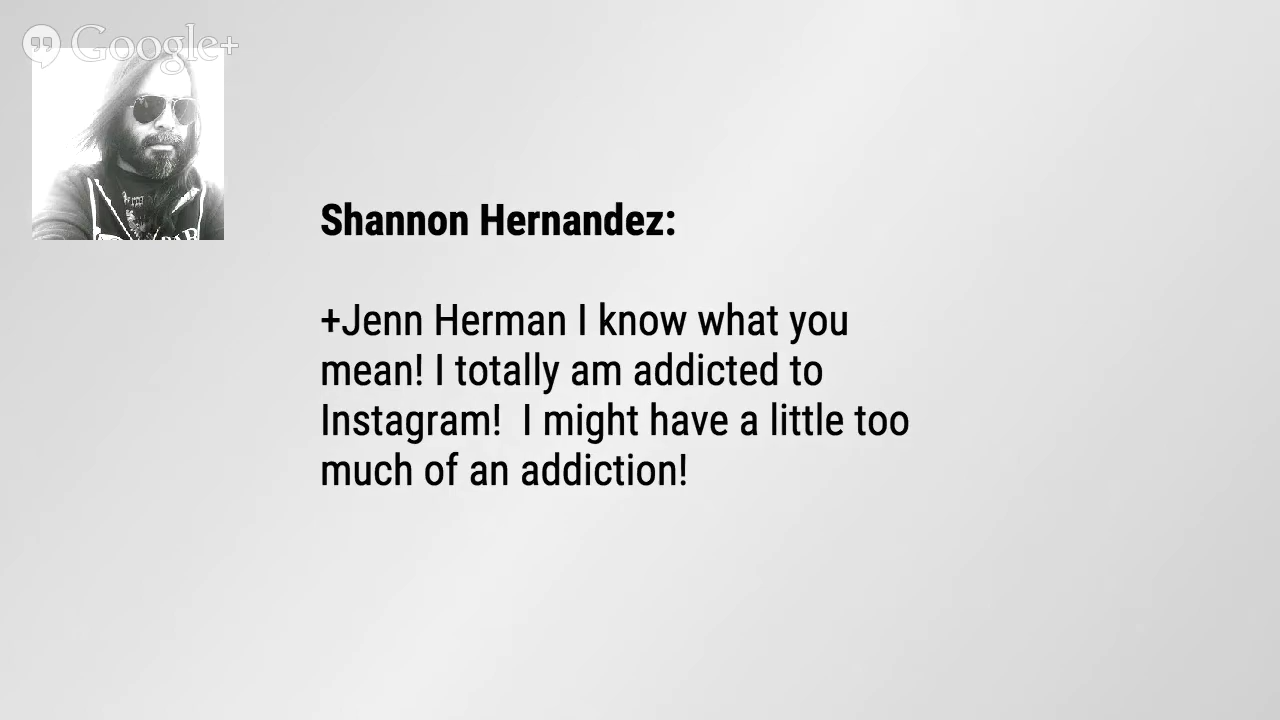 Google+
Shannon Hernandez:
+Jenn Herman I know what you
mean! I totally am addicted to
Instagram!  I might have a little too
much of an addiction!